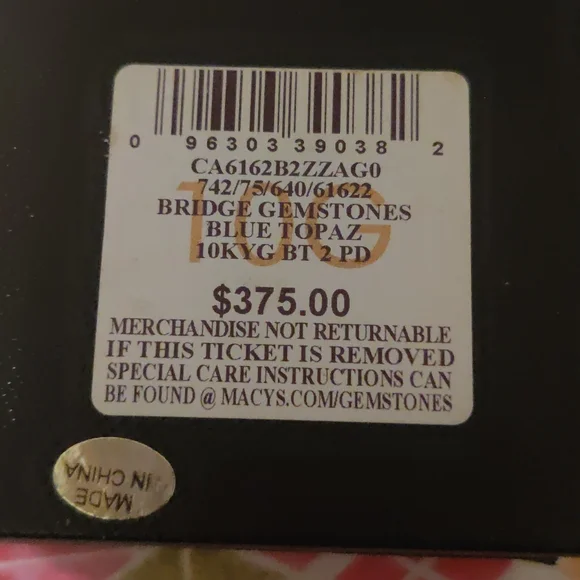 0 96303 39038 2
CA6162B2ZZAG0
742/75/640/61622
10G
BRIDGE GEMSTONES
BLUE TOPAZ
10KYG BT 2 PD
$375.00
MERCHANDISE NOT RETURNABLE
IF THIS TICKET IS REMOVED
SPECIAL CARE INSTRUCTIONS CAN
BE FOUND @ MACYS.COM/GEMSTONES
MADE
IN CHINA